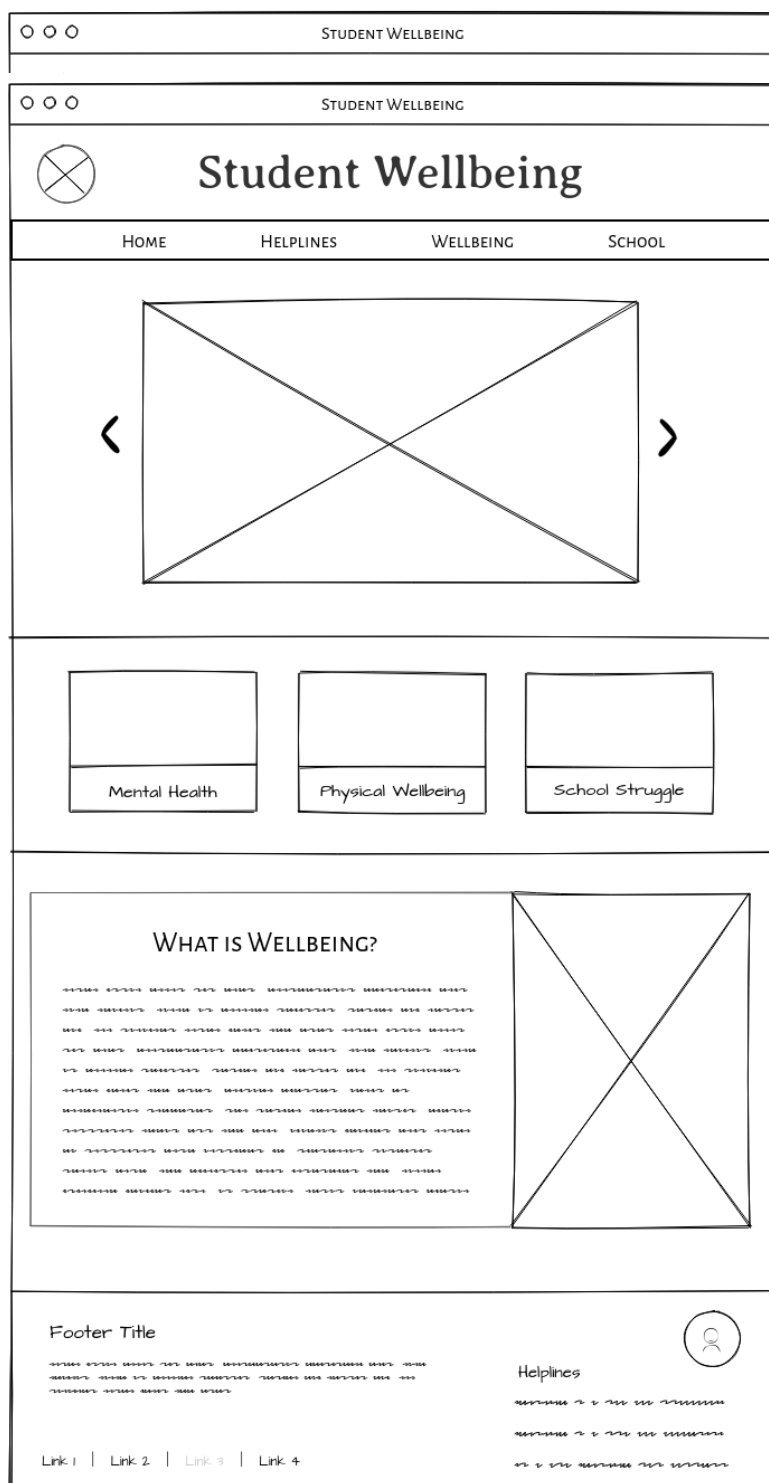 Student Wellbeing
Student Wellbeing
Student Wellbeing
Home Helplines Wellbeing School
Mental Health Physical Wellbeing School Struggle
What is Wellbeing?
Footer Title
Helplines
Link 1 | Link 2 | Link 3 | Link 4